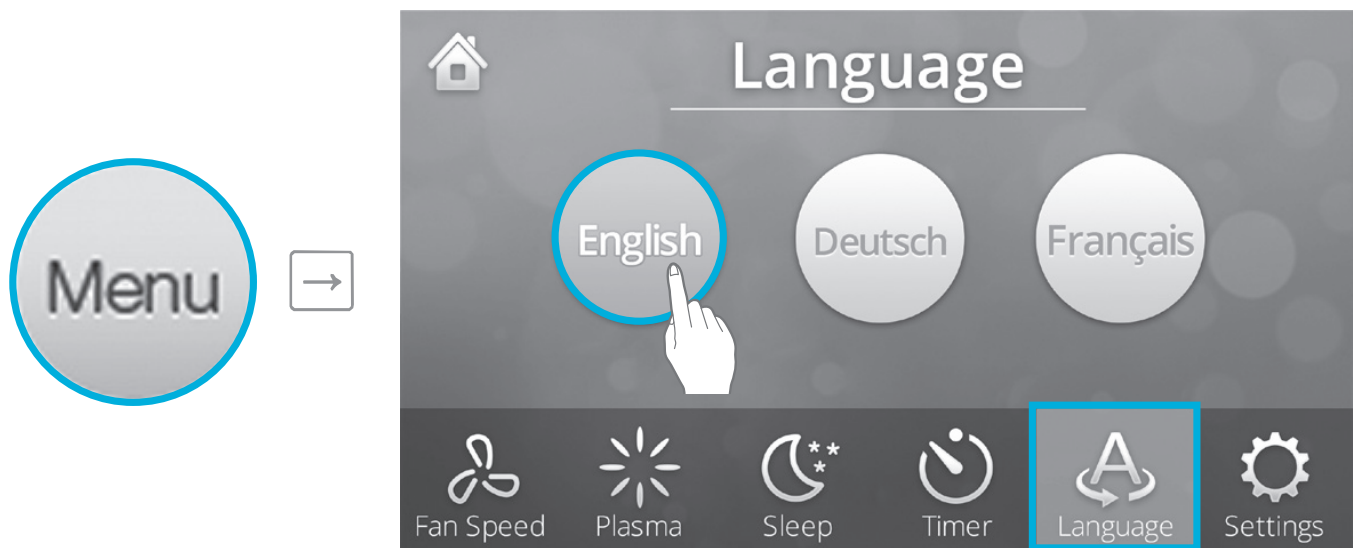 Menu
Language
English
Deutsch
Français
Fan Speed
Plasma
Sleep
Timer
Language
Settings